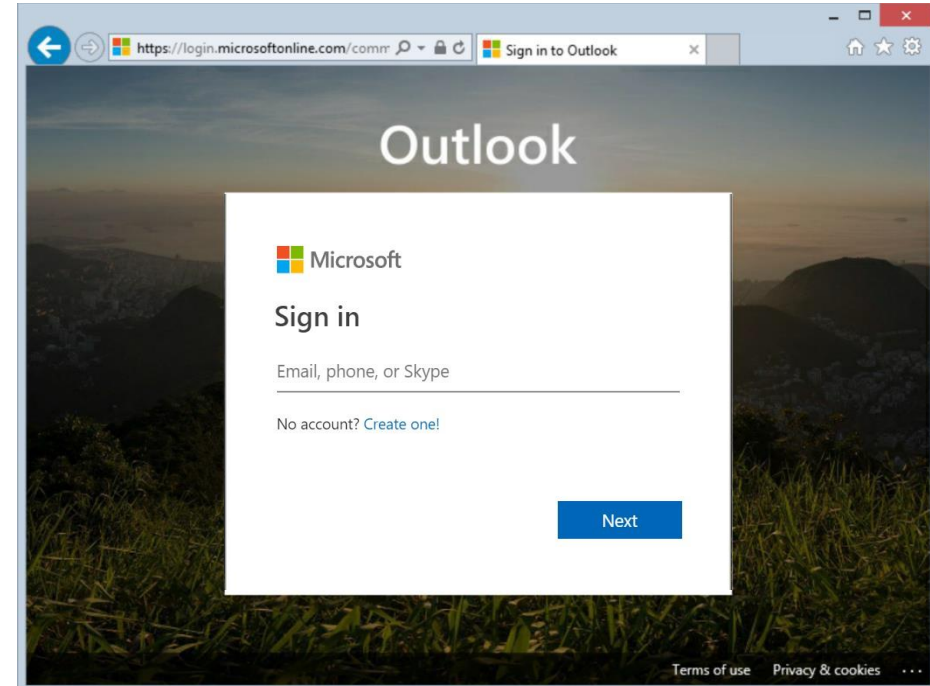 https://login.microsoftonline.com/comm
Sign in to Outlook
Outlook
Microsoft
Sign in
Email, phone, or Skype
No account? Create one!
Next
Terms of use Privacy & cookies ...